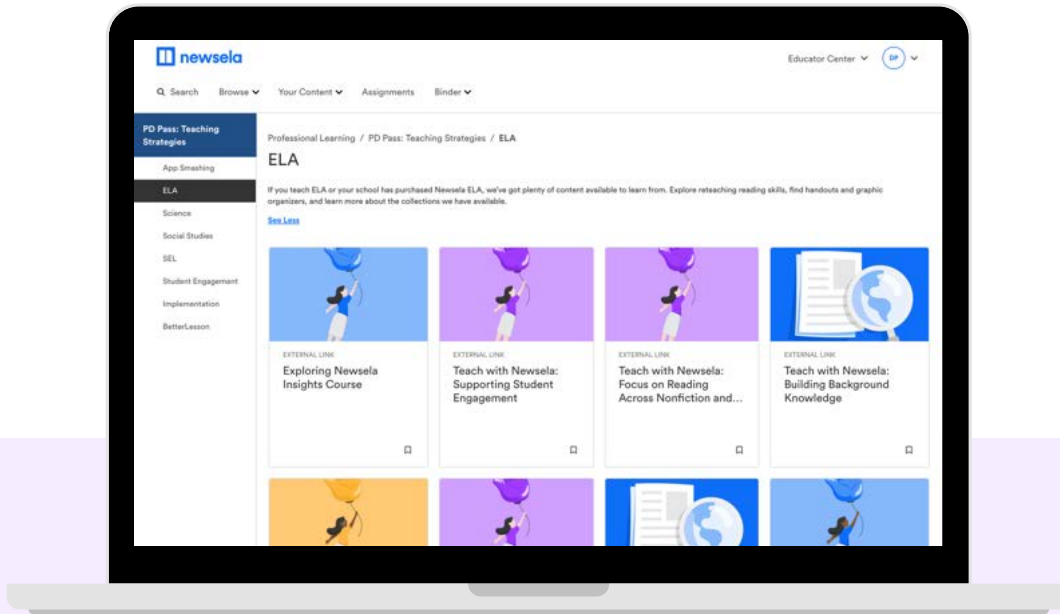 newsela
Educator Center
DP
Search Browse Your Content Assignments Binder
PD Pass: Teaching
Strategies
App Smashing
ELA
Science
Social Studies
SEL
Student Engagement
Implementation
BetterLesson
Professional Learning / PD Pass: Teaching Strategies / ELA
ELA
If you teach ELA or your school has purchased Newsela ELA, we've got plenty of content available to learn from. Explore reteaching reading skills, find handouts and graphic
organizers, and learn more about the collections we have available.
See Less
EXTERNAL LINK
Exploring Newsela
Insights Course
EXTERNAL LINK
Teach with Newsela:
Supporting Student
Engagement
EXTERNAL LINK
Teach with Newsela:
Focus on Reading
Across Nonfiction and...
EXTERNAL LINK
Teach with Newsela:
Building Background
Knowledge